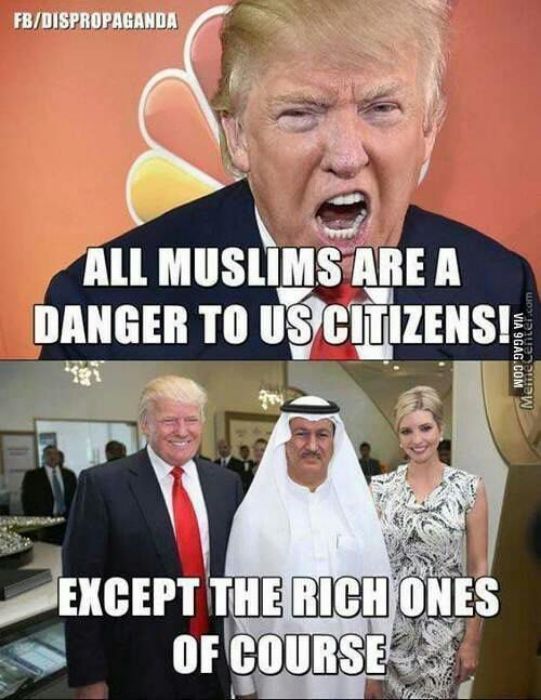 FB/DISPROPAGANDA
ALL MUSLIMS ARE A
DANGER TO US CITIZENS!
VIA 9GAG.COM
MemeCenter.com
EXCEPT THE RICH ONES
OF COURSE